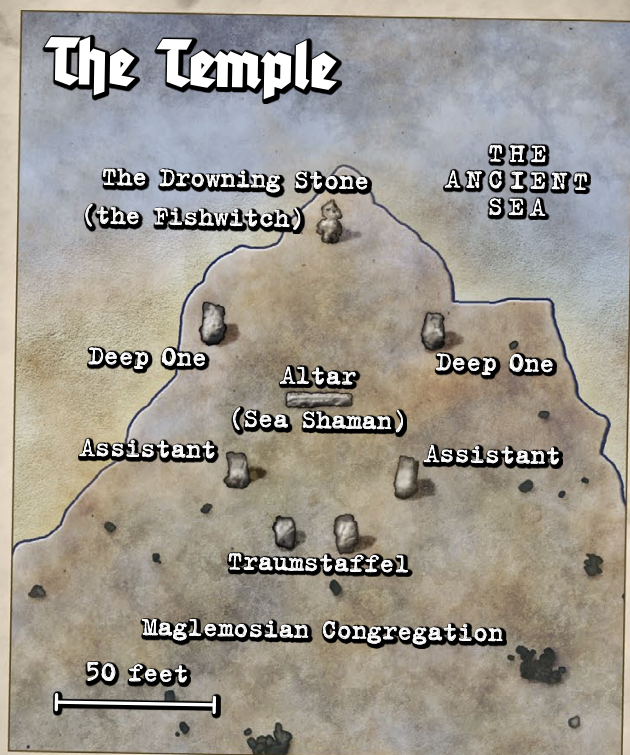 The Temple
THE
ANCIENT
SEA
The Drowning Stone
(the Fishwitch)
Deep One
Deep One
Altar
(Sea Shaman)
Assistant
Assistant
Traumstaffel
Maglemosian Congregation
50 feet